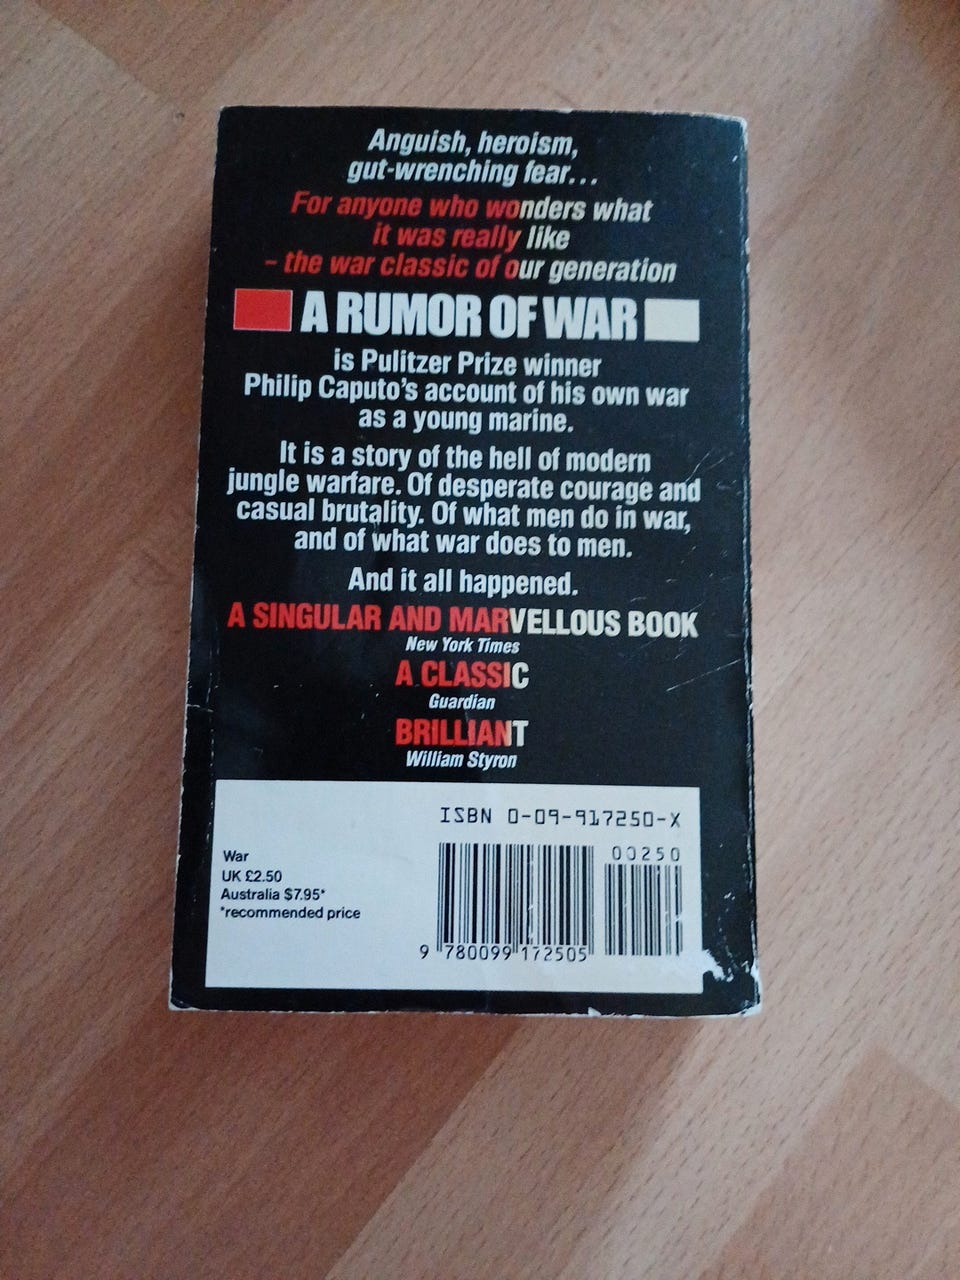 Anguish, heroism,
gut-wrenching fear...
For anyone who wonders what
it was really like
– the war classic of our generation
A RUMOR OF WAR
is Pulitzer Prize winner
Philip Caputo's account of his own war
as a young marine.
It is a story of the hell of modern
jungle warfare. Of desperate courage and
casual brutality. Of what men do in war,
and of what war does to men.
And it all happened.
A SINGULAR AND MARVELLOUS BOOK
New York Times
A CLASSIC
Guardian
BRILLIANT
William Styron
ISBN 0-09-917250-X
00250
War
UK £2.50
Australia $7.95*
*recommended price
9 780099 172505